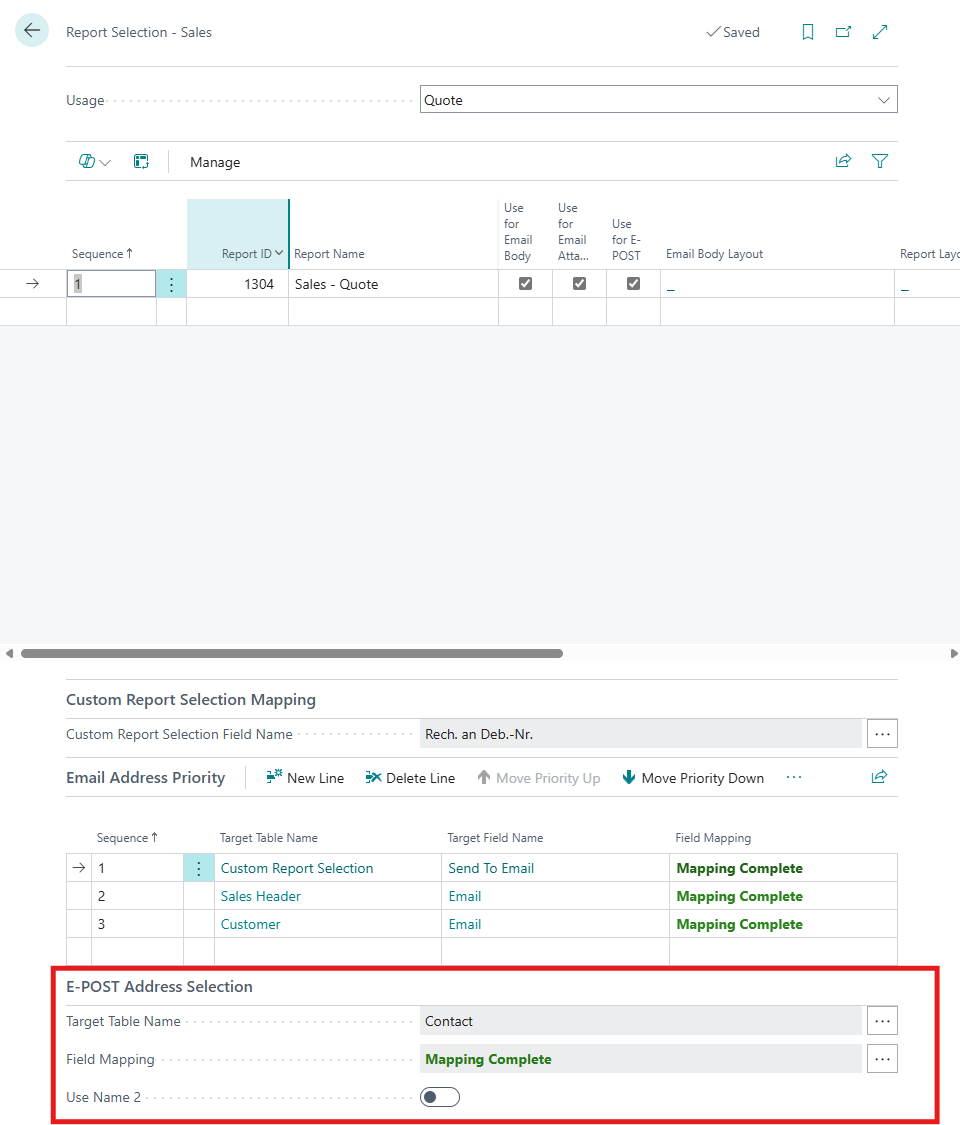 Report Selection - Sales
Saved
Usage
Quote
Manage
Sequence
Report ID
Report Name
Use for Email Body
Use for Email Atta...
Use for E-POST
Email Body Layout
Report Layo
1
1304
Sales - Quote
_
_
Custom Report Selection Mapping
Custom Report Selection Field Name
Rech. an Deb.-Nr.
Email Address Priority
New Line
Delete Line
Move Priority Up
Move Priority Down
Sequence
Target Table Name
Target Field Name
Field Mapping
1
Custom Report Selection
Send To Email
Mapping Complete
2
Sales Header
Email
Mapping Complete
3
Customer
Email
Mapping Complete
E-POST Address Selection
Target Table Name
Contact
Field Mapping
Mapping Complete
Use Name 2